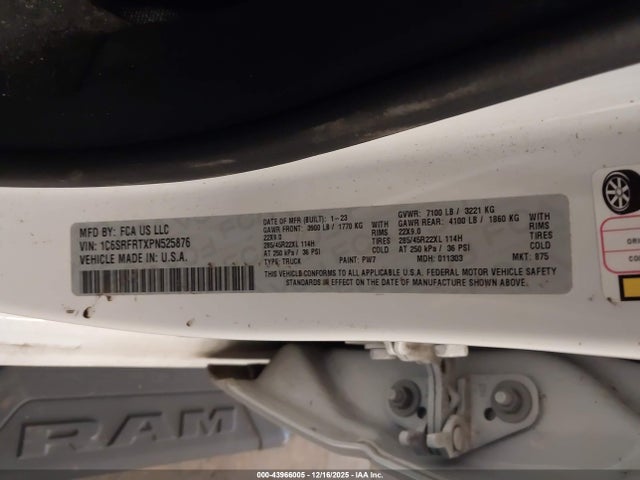 MFD BY: FCA US LLC
VIN: 1C6SRFRTXPN525876
VEHICLE MADE IN: U.S.A.
DATE OF MFR (BUILT): 1-23
GAWR FRONT: 3900 LB / 1770 KG WITH
22X9.0 RIMS
285/45R22XL 114H TIRES
AT 250 kPa / 36 PSI COLD
TYPE: TRUCK PAINT: PW7
GVWR: 7100 LB / 3221 KG
GAWR REAR: 4100 LB / 1860 KG WITH
22X9.0 RIMS
285/45R22XL 114H TIRES
AT 250 kPa / 36 PSI COLD
MDH: 011303 MKT: 875
THIS VEHICLE CONFORMS TO ALL APPLICABLE U.S.A. FEDERAL MOTOR VEHICLE SAFETY
STANDARDS IN EFFECT ON THE DATE OF MANUFACTURE SHOWN ABOVE.
RAM
000-43966005 - 12/16/2025 - IAAI.COM